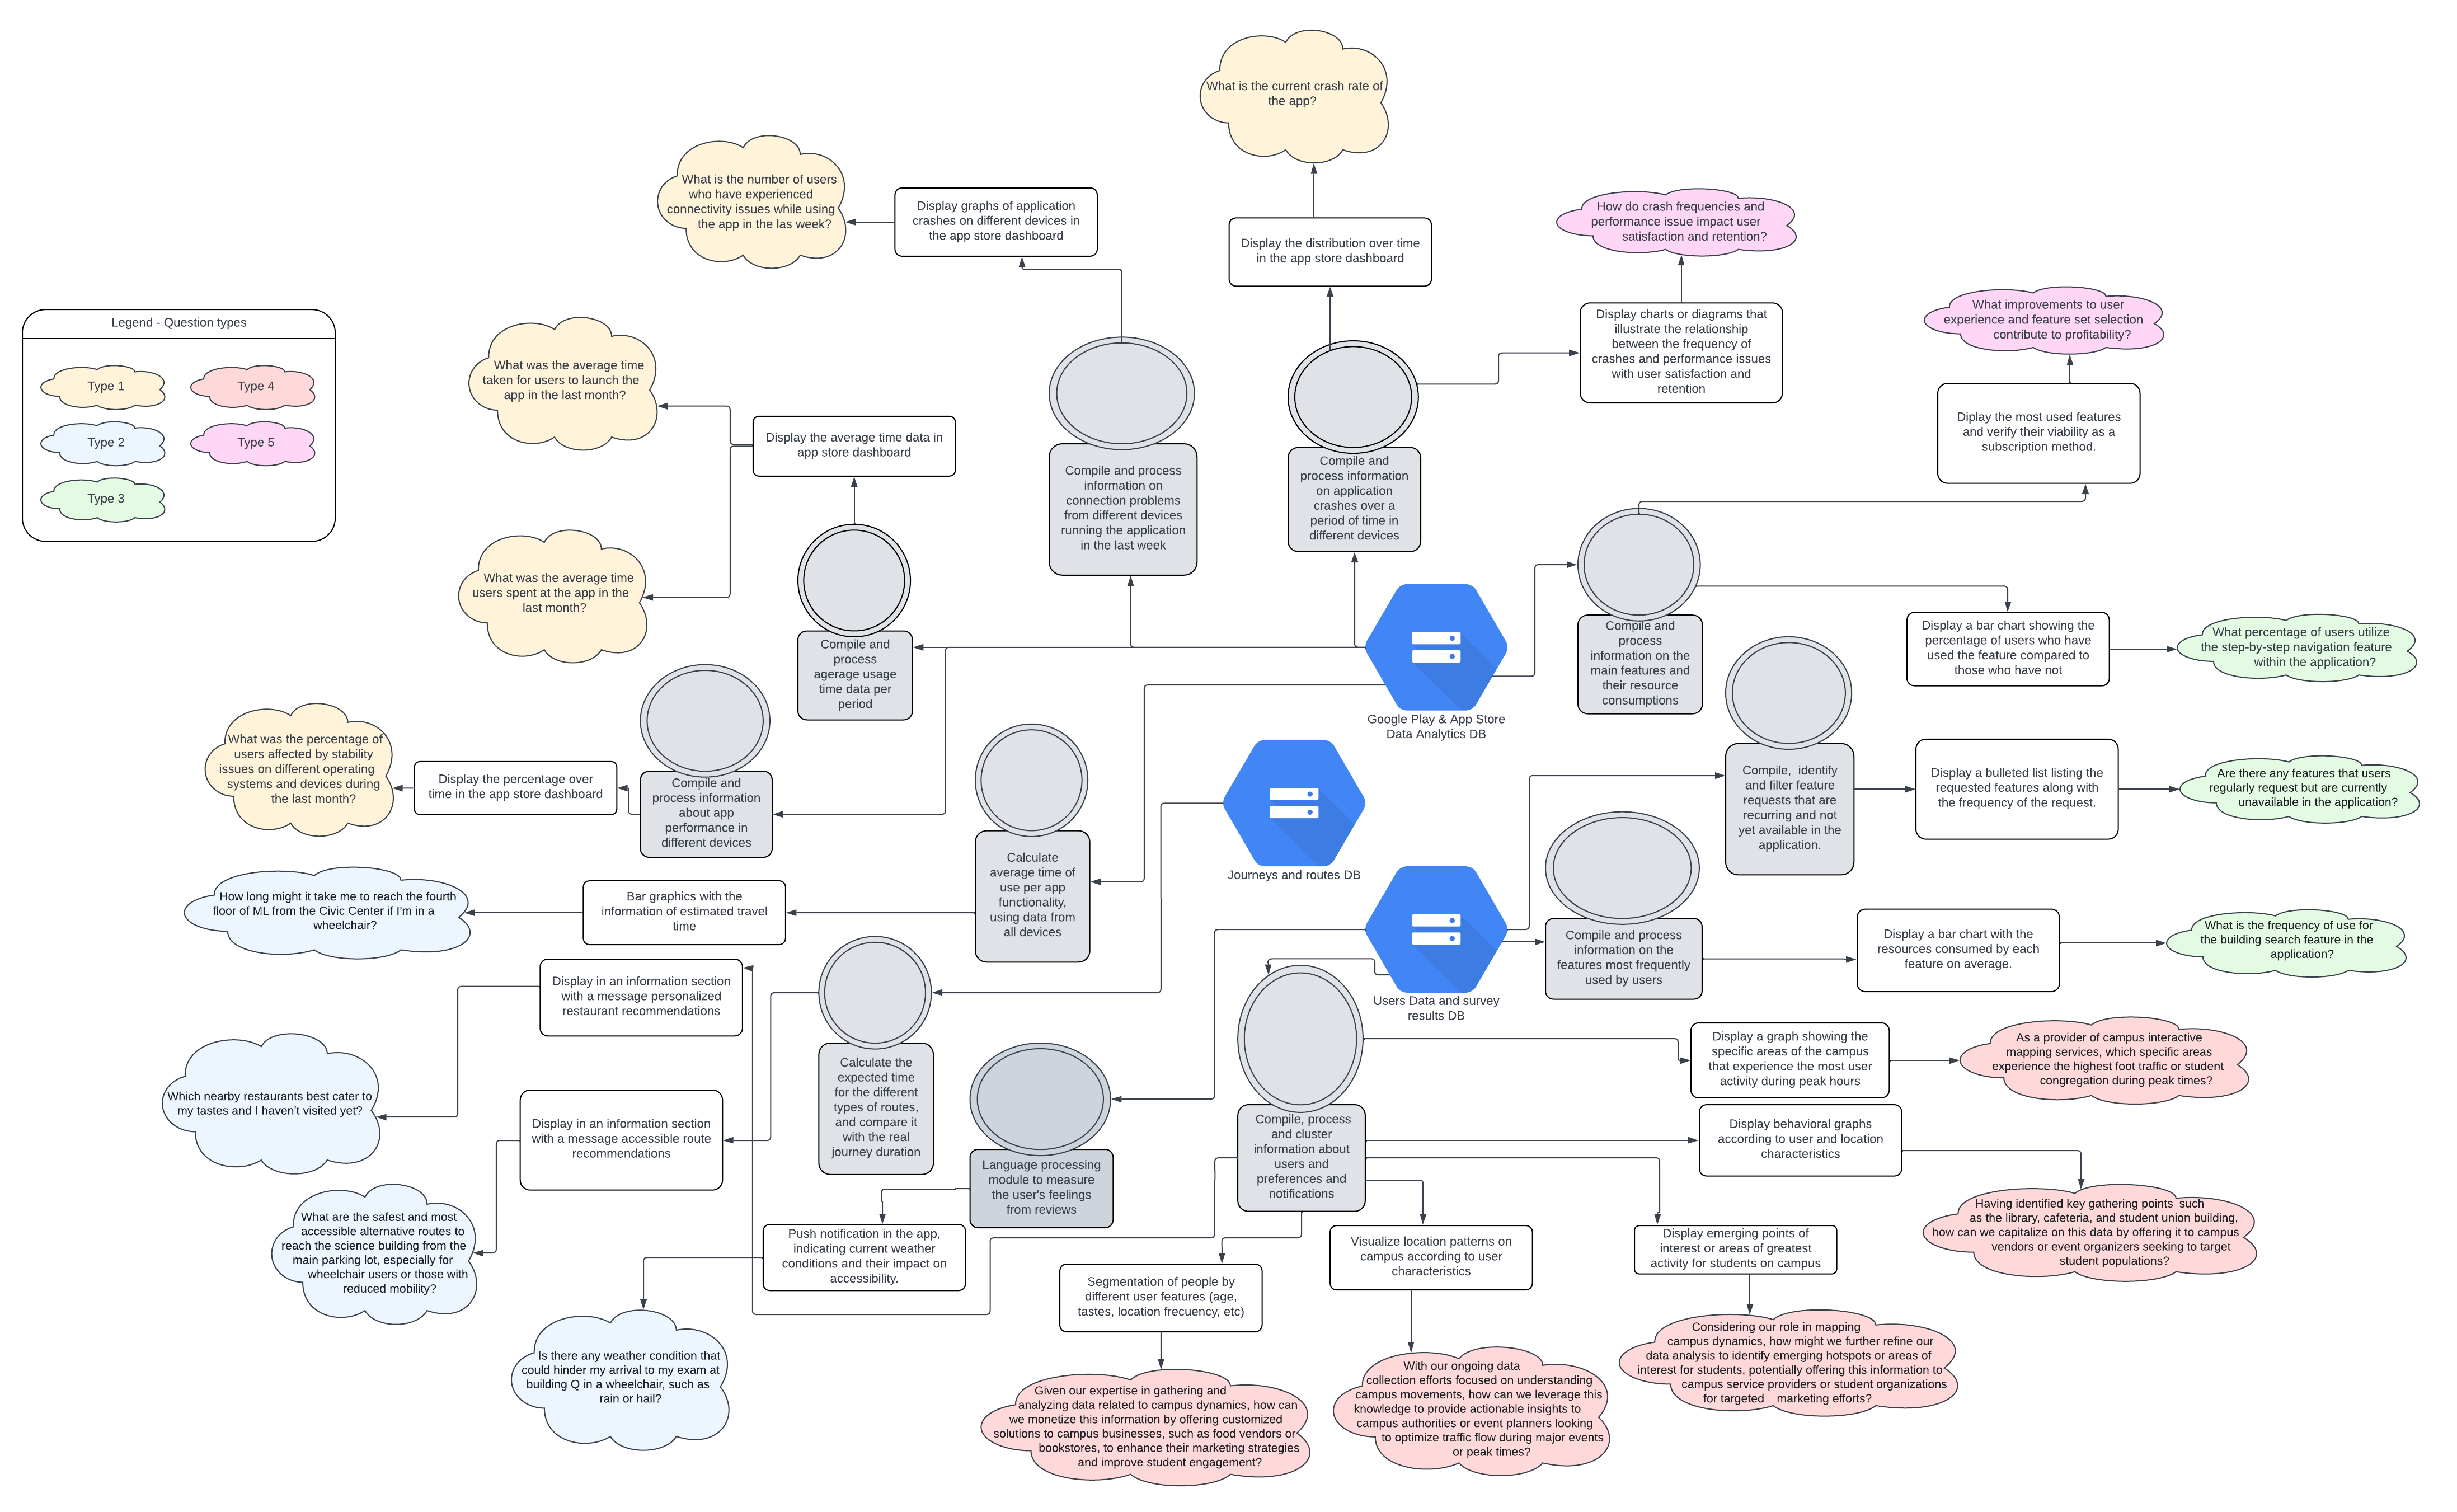 What is the current crash rate of
the app?
What is the number of users
who have experienced
connectivity issues while using
the app in the las week?
Display graphs of application
crashes on different devices in
the app store dashboard
Display the distribution over time
in the app store dashboard
How do crash frequencies and
performance issue impact user
satisfaction and retention?
Display charts or diagrams that
illustrate the relationship
between the frequency of
crashes and performance issues
with user satisfaction and
retention
What improvements to user
experience and feature set selection
contribute to profitability?
Diplay the most used features
and verify their viability as a
subscription method.
Legend - Question types
Type 1
Type 4
Type 2
Type 5
Type 3
What was the average time
taken for users to launch the
app in the last month?
Display the average time data in
app store dashboard
What was the average time
users spent at the app in the
last month?
Compile and process
information on
connection problems
from different devices
running the application
in the last week
Compile and
process information
on application
crashes over a
period of time in
different devices
Compile and
process
agerage usage
time data per
period
Google Play & App Store
Data Analytics DB
Compile and
process
information on the
main features and
their resource
consumptions
Display a bar chart showing the
percentage of users who have
used the feature compared to
those who have not
What percentage of users utilize
the step-by-step navigation feature
within the application?
What was the percentage of
users affected by stability
issues on different operating
systems and devices during
the last month?
Display the percentage over
time in the app store dashboard
Compile and
process information
about app
performance in
different devices
Compile,  identify
and filter feature
requests that are
recurring and not
yet available in the
application.
Display a bulleted list listing the
requested features along with
the frequency of the request.
Are there any features that users
regularly request but are currently
unavailable in the application?
How long might it take me to reach the fourth
floor of ML from the Civic Center if I'm in a
wheelchair?
Bar graphics with the
information of estimated travel
time
Calculate
average time of
use per app
functionality,
using data from
all devices
Journeys and routes DB
Users Data and survey
results DB
Compile and process
information on the
features most frequently
used by users
Display a bar chart with the
resources consumed by each
feature on average.
What is the frequency of use for
the building search feature in the
application?
Display in an information section
with a message personalized
restaurant recommendations
Which nearby restaurants best cater to
my tastes and I haven't visited yet?
Display in an information section
with a message accessible route
recommendations
Calculate the
expected time
for the different
types of routes,
and compare it
with the real
journey duration
Language processing
module to measure
the user's feelings
from reviews
Compile, process
and cluster
information about
users and
preferences and
notifications
Display a graph showing the
specific areas of the campus
that experience the most user
activity during peak hours
As a provider of campus interactive
mapping services, which specific areas
experience the highest foot traffic or student
congregation during peak times?
Display behavioral graphs
according to user and location
characteristics
Having identified key gathering points  such
as the library, cafeteria, and student union building,
how can we capitalize on this data by offering it to campus
vendors or event organizers seeking to target
student populations?
What are the safest and most
accessible alternative routes to
reach the science building from the
main parking lot, especially for
wheelchair users or those with
reduced mobility?
Push notification in the app,
indicating current weather
conditions and their impact on
accessibility.
Segmentation of people by
different user features (age,
tastes, location frecuency, etc)
Visualize location patterns on
campus according to user
characteristics
Display emerging points of
interest or areas of greatest
activity for students on campus
Is there any weather condition that
could hinder my arrival to my exam at
building Q in a wheelchair, such as
rain or hail?
Given our expertise in gathering and
analyzing data related to campus dynamics, how can
we monetize this information by offering customized
solutions to campus businesses, such as food vendors or
bookstores, to enhance their marketing strategies
and improve student engagement?
With our ongoing data
collection efforts focused on understanding
campus movements, how can we leverage this
knowledge to provide actionable insights to
campus authorities or event planners looking
to optimize traffic flow during major events
or peak times?
Considering our role in mapping
campus dynamics, how might we further refine our
data analysis to identify emerging hotspots or areas of
interest for students, potentially offering this information to
campus service providers or student organizations
for targeted    marketing efforts?